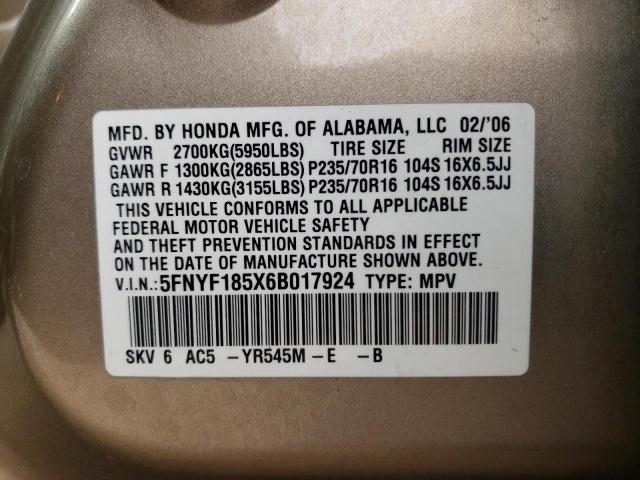 MFD. BY HONDA MFG. OF ALABAMA, LLC 02/'06
GVWR 2700KG(5950LBS) TIRE SIZE RIM SIZE
GAWR F 1300KG(2865LBS) P235/70R16 104S 16X6.5JJ
GAWR R 1430KG(3155LBS) P235/70R16 104S 16X6.5JJ
THIS VEHICLE CONFORMS TO ALL APPLICABLE
FEDERAL MOTOR VEHICLE SAFETY
AND THEFT PREVENTION STANDARDS IN EFFECT
ON THE DATE OF MANUFACTURE SHOWN ABOVE.
V.I.N.: 5FNYF185X6B017924 TYPE: MPV
SKV 6 AC5 -YR545M-E -B